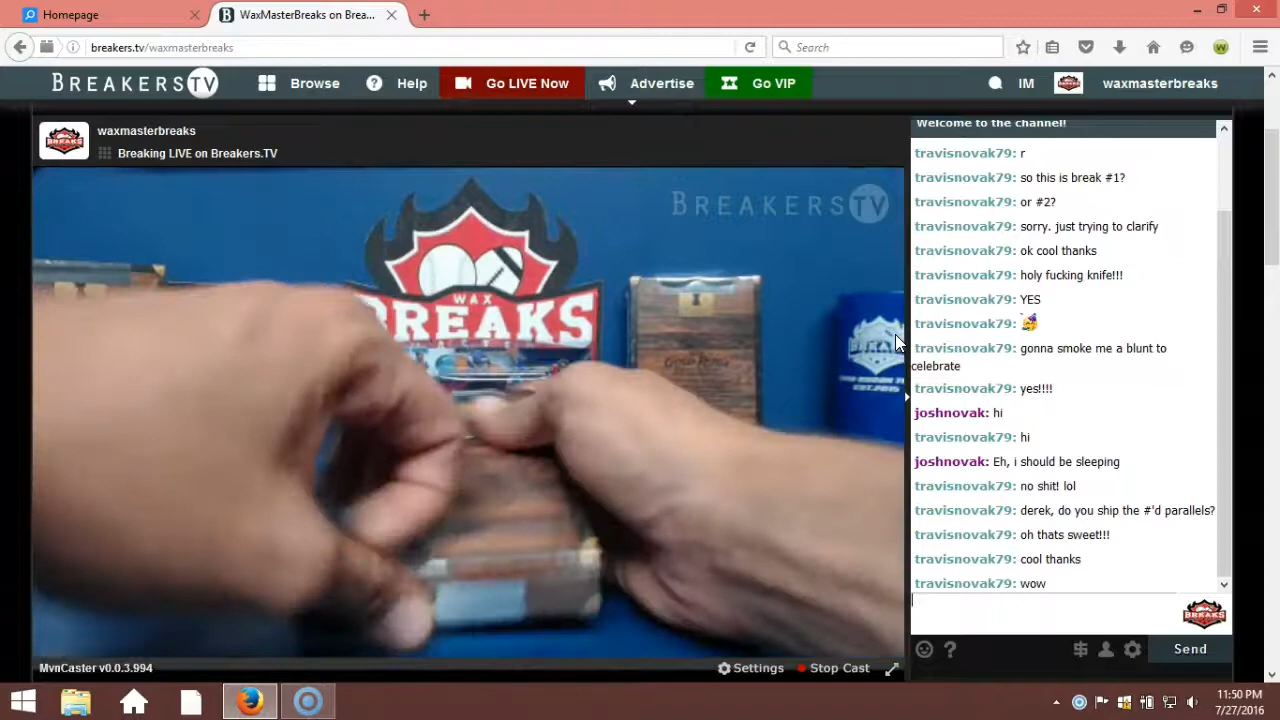 Homepage
WaxMasterBreaks on Brea...
breakers.tv/waxmasterbreaks
Search
BREAKERSTV
Browse
Help
Go LIVE Now
Advertise
Go VIP
IM
waxmasterbreaks
waxmasterbreaks
Breaking LIVE on Breakers.TV
BREAKERSTV
WAX
BREAKS
Welcome to the channel!
travisnovak79: r
travisnovak79: so this is break #1?
travisnovak79: or #2?
travisnovak79: sorry. just trying to clarify
travisnovak79: ok cool thanks
travisnovak79: holy fucking knife!!!
travisnovak79: YES
travisnovak79:
travisnovak79: gonna smoke me a blunt to
celebrate
travisnovak79: yes!!!!
joshnovak: hi
travisnovak79: hi
joshnovak: Eh, i should be sleeping
travisnovak79: no shit! lol
travisnovak79: derek, do you ship the #'d parallels?
travisnovak79: oh thats sweet!!!
travisnovak79: cool thanks
travisnovak79: wow
MvnCaster v0.0.3.994
Settings
Stop Cast
Send
11:50 PM
7/27/2016